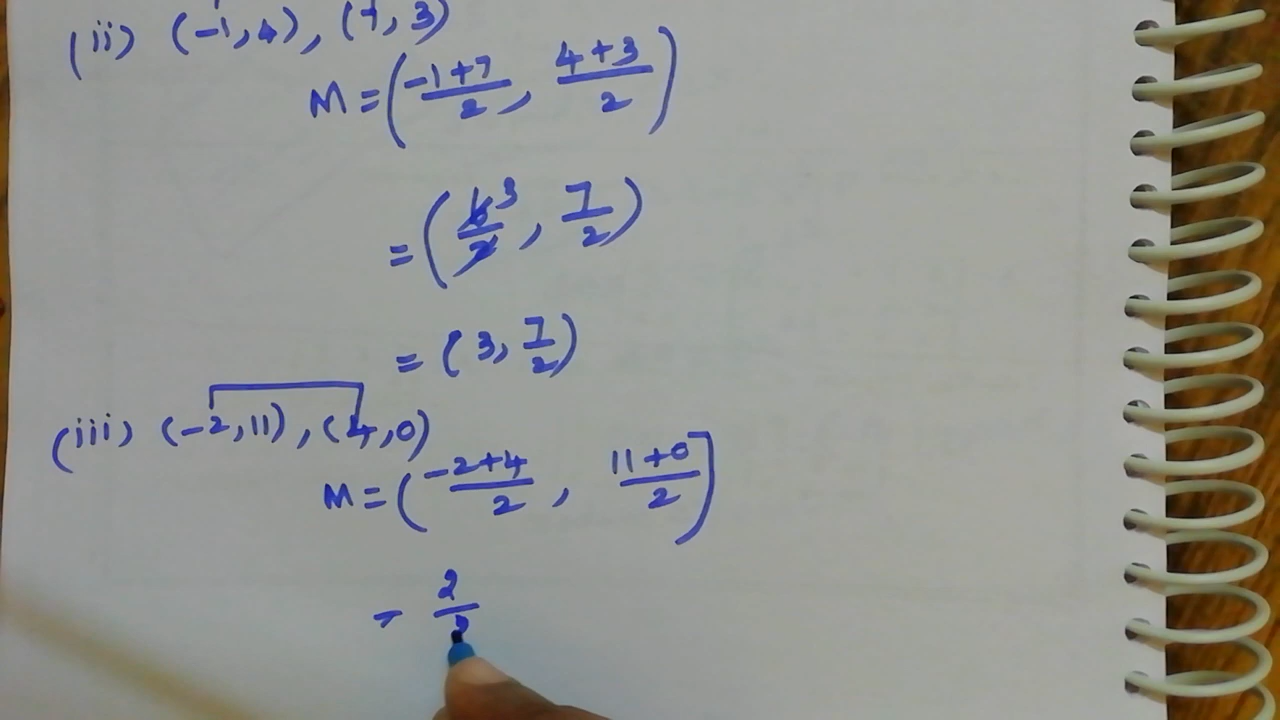 (ii) (-1,4), (7,3)
M = (-1+7/2, 4+3/2)
= (6/2 3, 7/2)
= (3, 7/2)
(iii) (-2,11), (4,0)
M = (-2+4/2, 11+0/2]
= 2/2